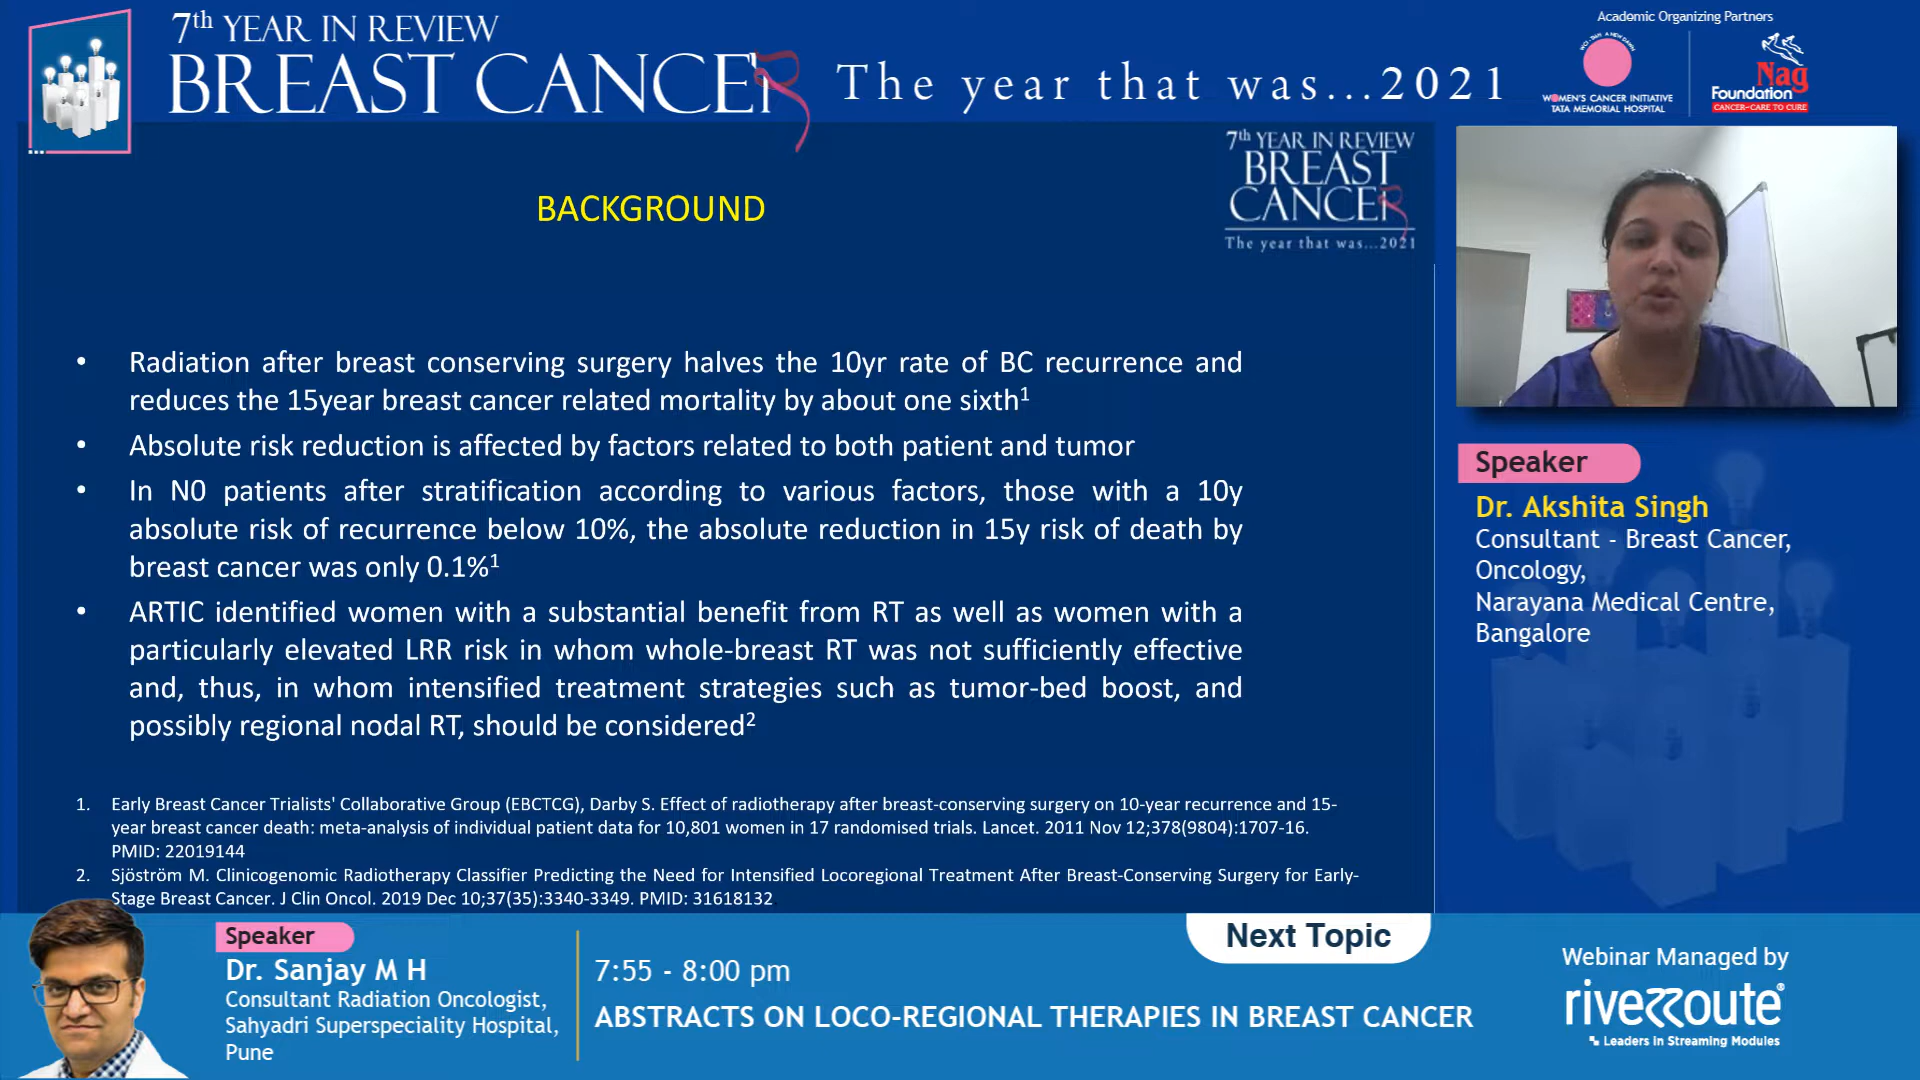 7th YEAR IN REVIEW
BREAST CANCER
The year that was...2021
Academic Organizing Partners
WCI - TMH A NEW DAWN
WOMEN'S CANCER INITIATIVE
TATA MEMORIAL HOSPITAL
Nag
Foundation
CANCER-CARE TO CURE
7th YEAR IN REVIEW
BREAST
CANCER
The year that was...2021
BACKGROUND
• Radiation after breast conserving surgery halves the 10yr rate of BC recurrence and
reduces the 15year breast cancer related mortality by about one sixth1
• Absolute risk reduction is affected by factors related to both patient and tumor
• In N0 patients after stratification according to various factors, those with a 10y
absolute risk of recurrence below 10%, the absolute reduction in 15y risk of death by
breast cancer was only 0.1%1
• ARTIC identified women with a substantial benefit from RT as well as women with a
particularly elevated LRR risk in whom whole-breast RT was not sufficiently effective
and, thus, in whom intensified treatment strategies such as tumor-bed boost, and
possibly regional nodal RT, should be considered2
1. Early Breast Cancer Trialists' Collaborative Group (EBCTCG), Darby S. Effect of radiotherapy after breast-conserving surgery on 10-year recurrence and 15-
year breast cancer death: meta-analysis of individual patient data for 10,801 women in 17 randomised trials. Lancet. 2011 Nov 12;378(9804):1707-16.
PMID: 22019144
2. Sjöström M. Clinicogenomic Radiotherapy Classifier Predicting the Need for Intensified Locoregional Treatment After Breast-Conserving Surgery for Early-
Stage Breast Cancer. J Clin Oncol. 2019 Dec 10;37(35):3340-3349. PMID: 31618132
Speaker
Dr. Akshita Singh
Consultant - Breast Cancer,
Oncology,
Narayana Medical Centre,
Bangalore
Speaker
Dr. Sanjay M H
Consultant Radiation Oncologist,
Sahyadri Superspeciality Hospital,
Pune
Next Topic
7:55 - 8:00 pm
ABSTRACTS ON LOCO-REGIONAL THERAPIES IN BREAST CANCER
Webinar Managed by
riverroute
Leaders in Streaming Modules